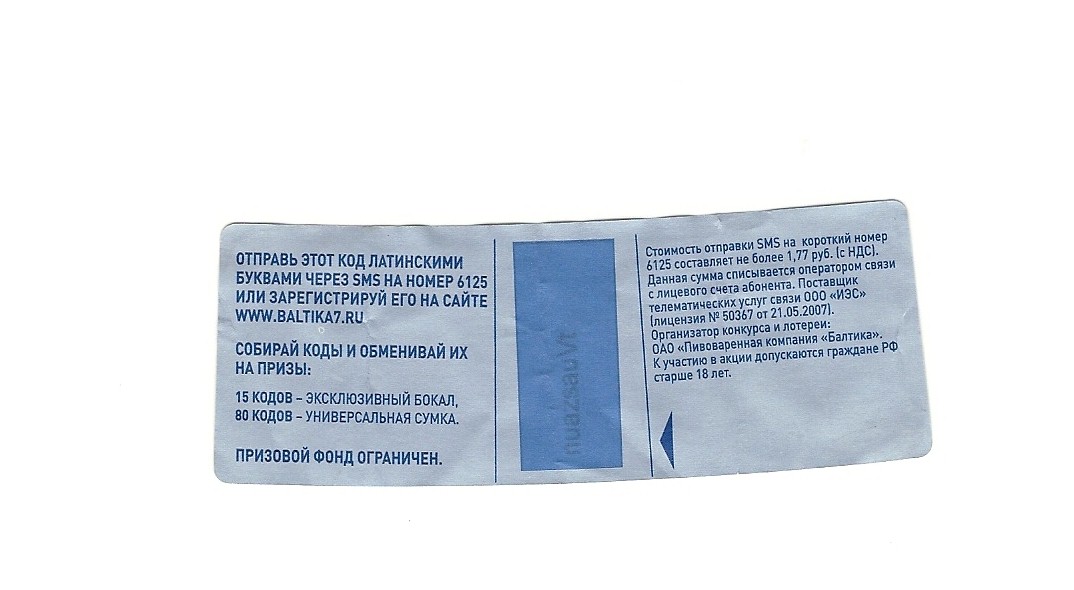 ОТПРАВЬ ЭТОТ КОД ЛАТИНСКИМИ
БУКВАМИ ЧЕРЕЗ SMS НА НОМЕР 6125
ИЛИ ЗАРЕГИСТРИРУЙ ЕГО НА САЙТЕ
WWW.BALTIKA7.RU
СОБИРАЙ КОДЫ И ОБМЕНИВАЙ ИХ
НА ПРИЗЫ:
15 КОДОВ – ЭКСКЛЮЗИВНЫЙ БОКАЛ,
80 КОДОВ – УНИВЕРСАЛЬНАЯ СУМКА.
ПРИЗОВОЙ ФОНД ОГРАНИЧЕН.
Стоимость отправки SMS на короткий номер
6125 составляет не более 1,77 руб. (с НДС).
Данная сумма списывается оператором связи
с лицевого счета абонента. Поставщик
телематических услуг связи ООО «ИЭС»
(лицензия № 50367 от 21.05.2007).
Организатор конкурса и лотереи:
ОАО «Пивоваренная компания «Балтика».
К участию в акции допускаются граждане РФ
старше 18 лет.